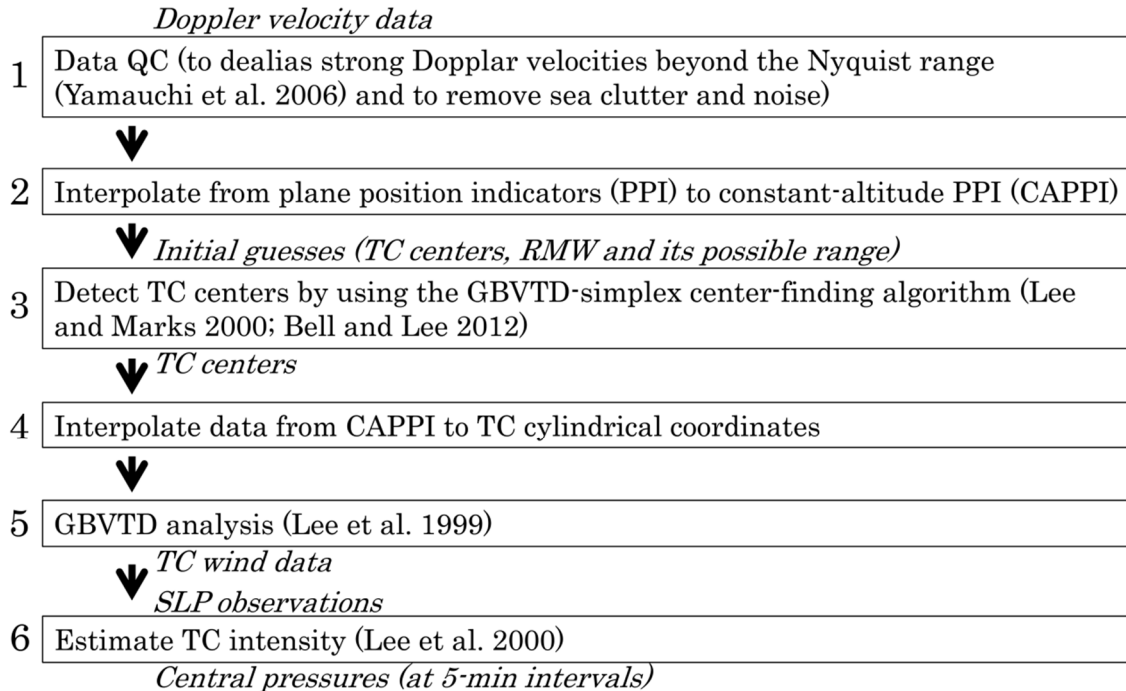 Doppler velocity data
1 Data QC (to dealias strong Dopplar velocities beyond the Nyquist range
(Yamauchi et al. 2006) and to remove sea clutter and noise)
2 Interpolate from plane position indicators (PPI) to constant-altitude PPI (CAPPI)
Initial guesses (TC centers, RMW and its possible range)
3 Detect TC centers by using the GBVTD-simplex center-finding algorithm (Lee
and Marks 2000; Bell and Lee 2012)
TC centers
4 Interpolate data from CAPPI to TC cylindrical coordinates
5 GBVTD analysis (Lee et al. 1999)
TC wind data
SLP observations
6 Estimate TC intensity (Lee et al. 2000)
Central pressures (at 5-min intervals)